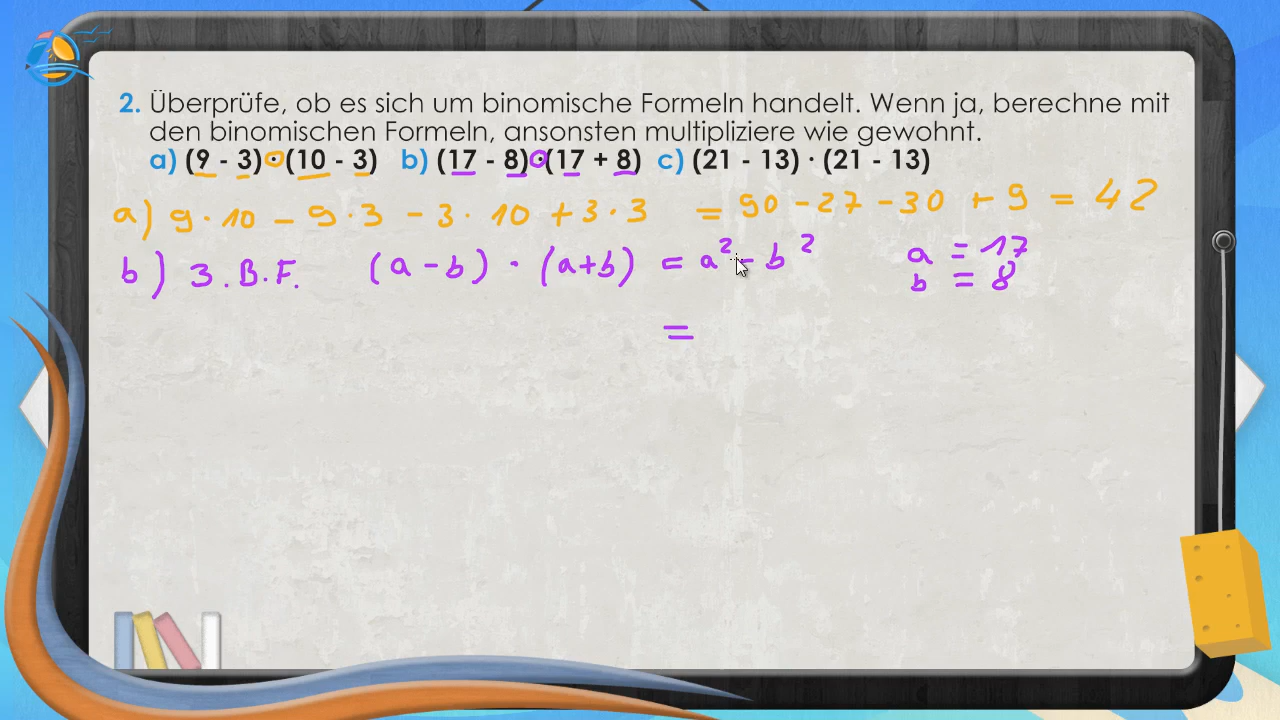 2. Überprüfe, ob es sich um binomische Formeln handelt. Wenn ja, berechne mit
den binomischen Formeln, ansonsten multipliziere wie gewohnt.
a) (9 - 3) · (10 - 3) b) (17 - 8) · (17 + 8) c) (21 - 13) · (21 - 13)
a) 9 · 10 - 9 · 3 - 3 · 10 + 3 · 3 = 90 - 27 - 30 + 9 = 42
b) 3. B. F. (a - b) · (a + b) = a² - b² a = 17
b = 8
=